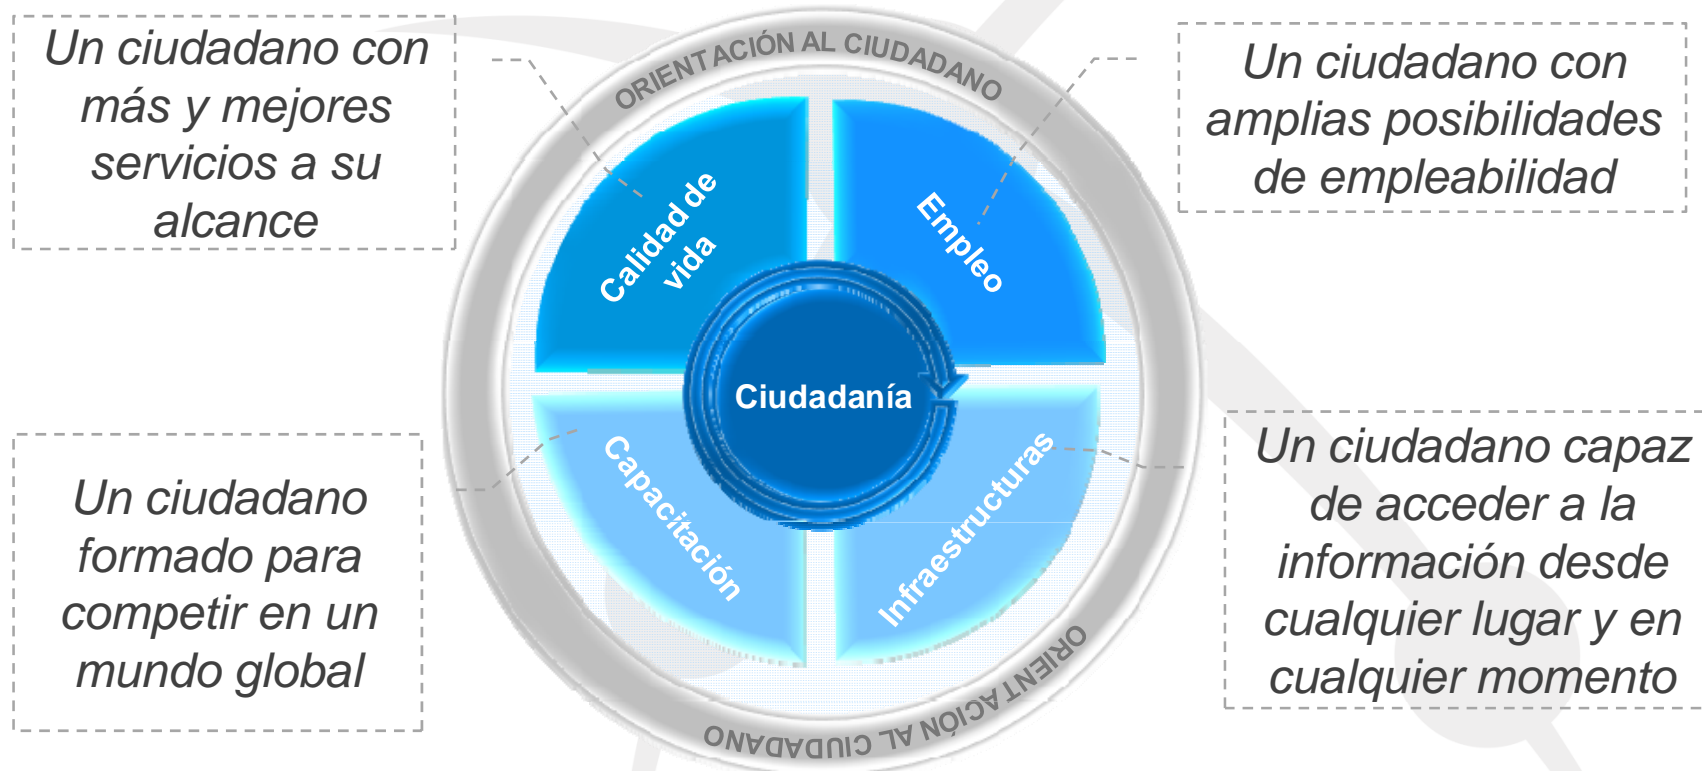 Un ciudadano con
más y mejores
servicios a su
alcance
ORIENTACIÓN AL CIUDADANO
Un ciudadano con
amplias posibilidades
de empleabilidad
Calidad de
vida
Empleo
Ciudadanía
Capacitación
Infraestructuras
Un ciudadano
formado para
competir en un
mundo global
Un ciudadano capaz
de acceder a la
información desde
cualquier lugar y en
cualquier momento
ORIENTACIÓN AL CIUDADANO